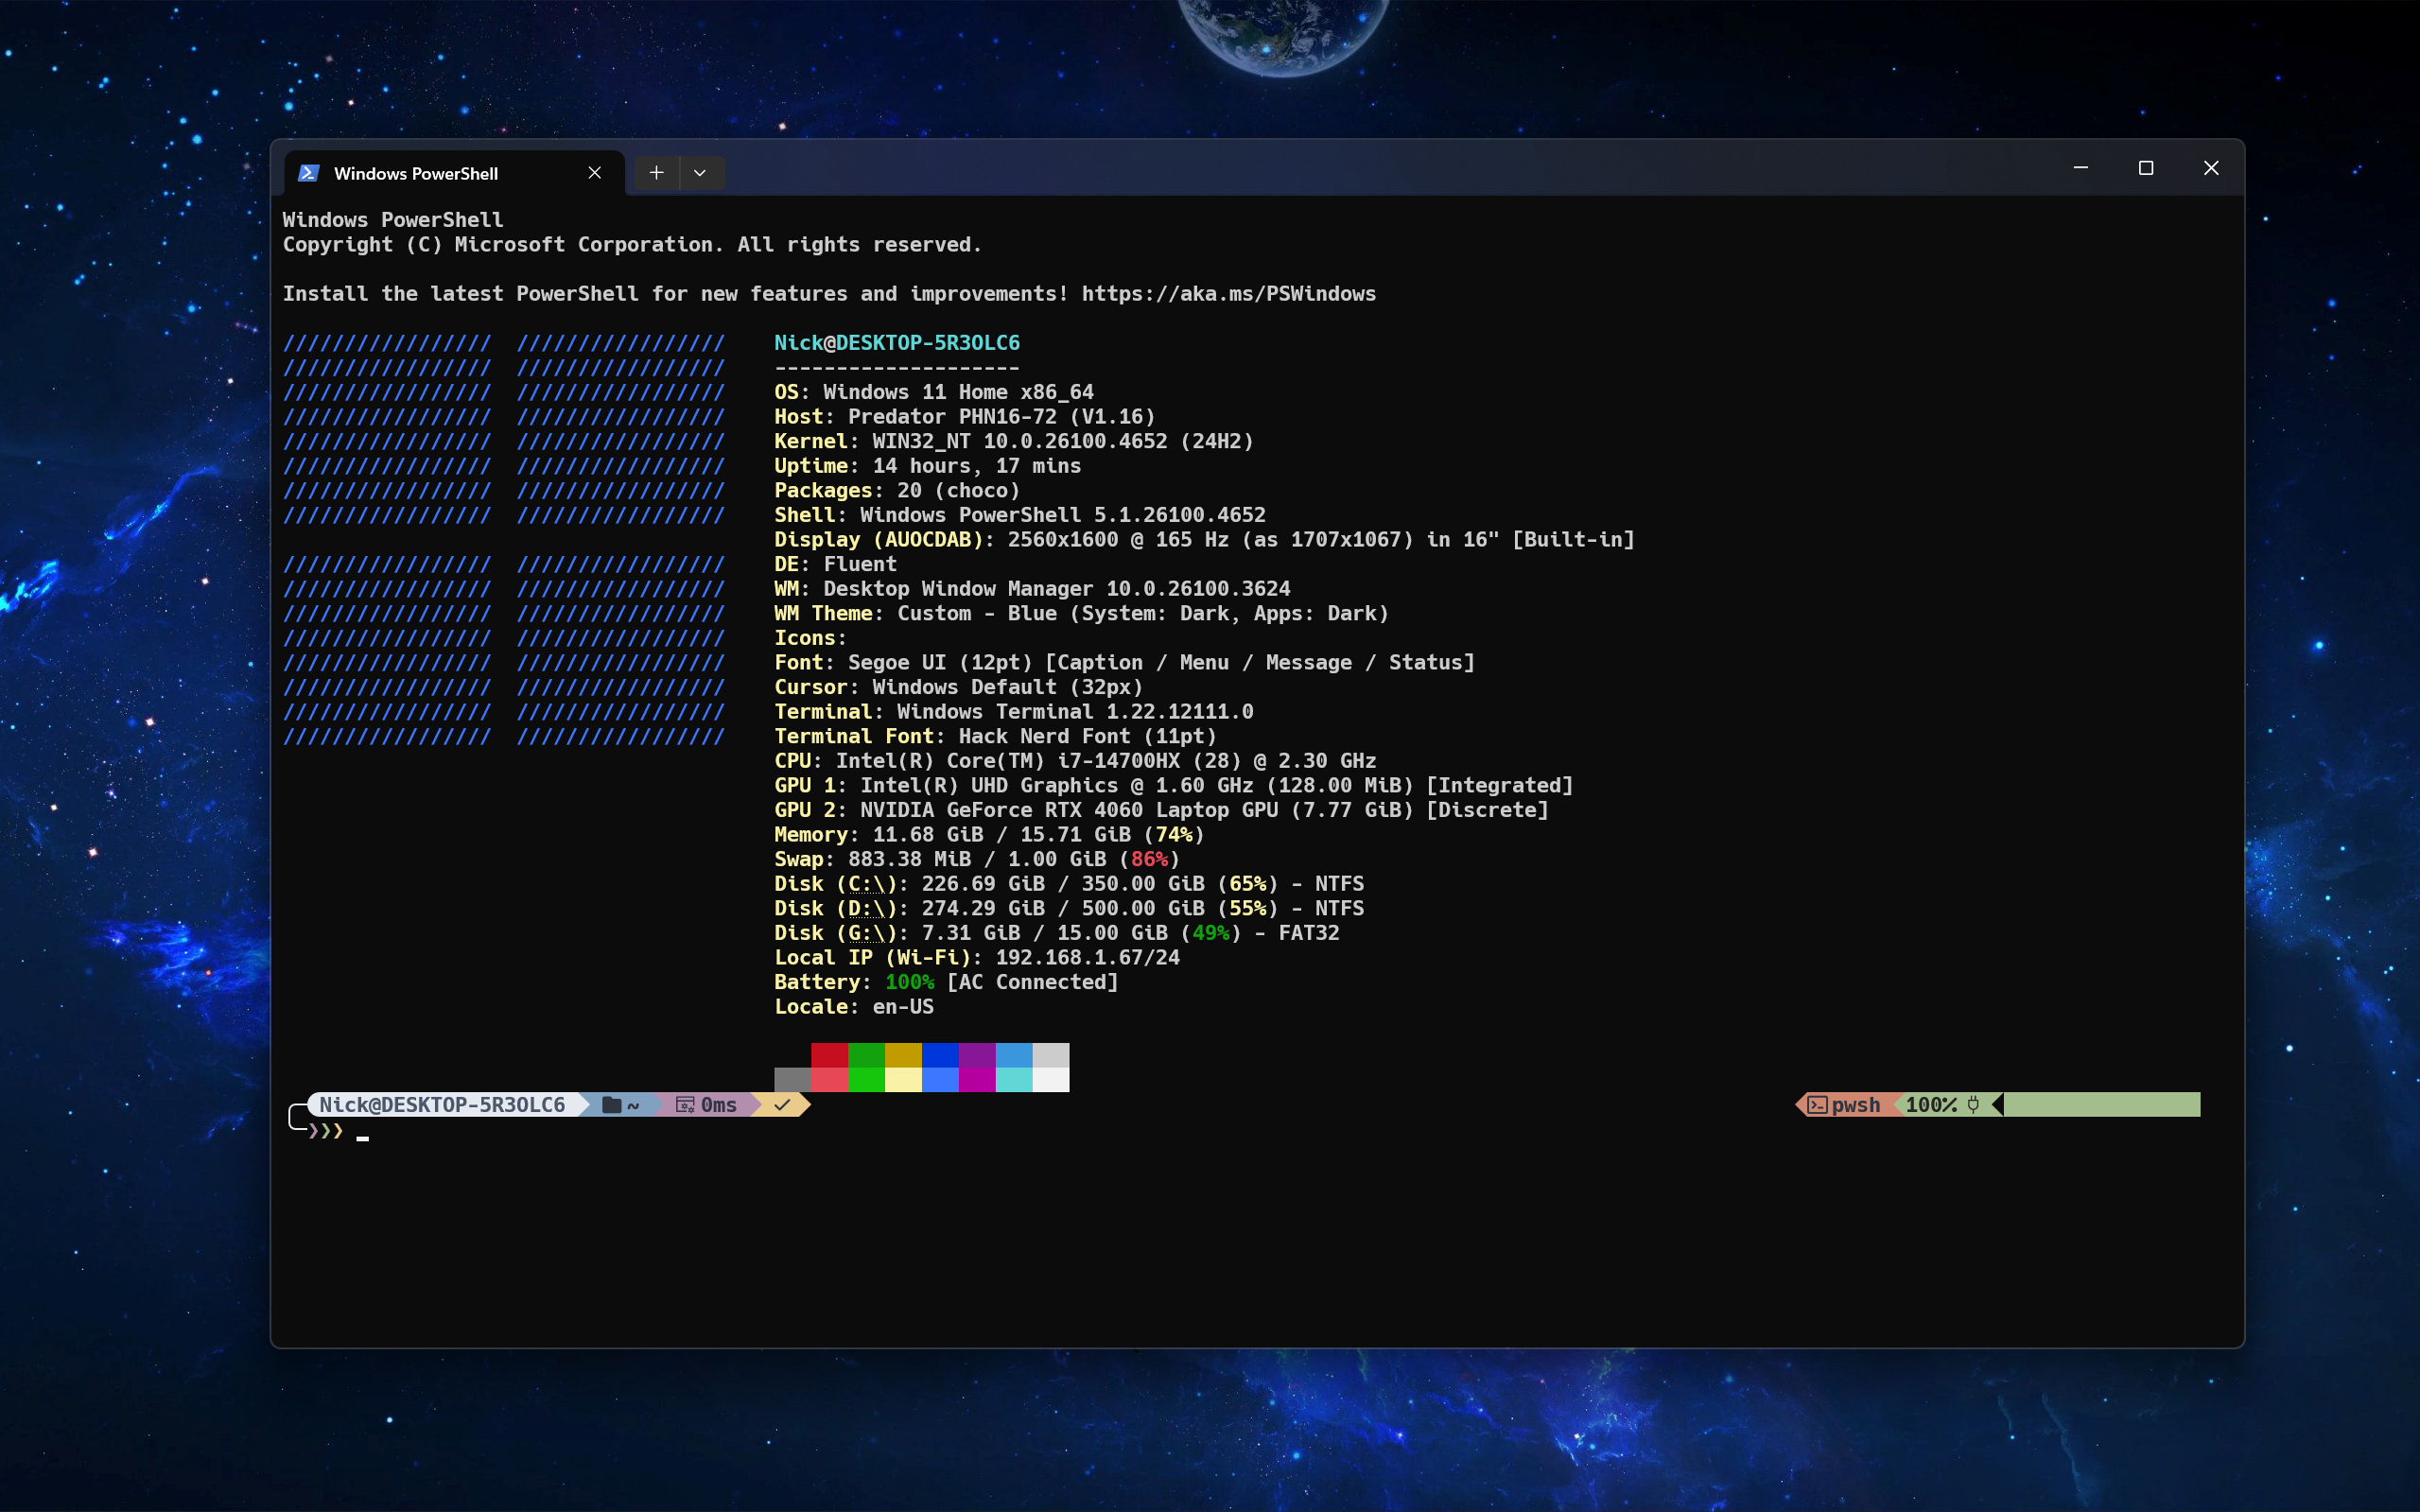 Windows PowerShell
Windows PowerShell
Copyright (C) Microsoft Corporation. All rights reserved.
Install the latest PowerShell for new features and improvements! https://aka.ms/PSWindows
///////////////// /////////////////    Nick@DESKTOP-5R3OLC6
///////////////// /////////////////    --------------------
///////////////// /////////////////    OS: Windows 11 Home x86_64
///////////////// /////////////////    Host: Predator PHN16-72 (V1.16)
///////////////// /////////////////    Kernel: WIN32_NT 10.0.26100.4652 (24H2)
///////////////// /////////////////    Uptime: 14 hours, 17 mins
///////////////// /////////////////    Packages: 20 (choco)
///////////////// /////////////////    Shell: Windows PowerShell 5.1.26100.4652
Display (AUOCDAB): 2560x1600 @ 165 Hz (as 1707x1067) in 16" [Built-in]
///////////////// /////////////////    DE: Fluent
///////////////// /////////////////    WM: Desktop Window Manager 10.0.26100.3624
///////////////// /////////////////    WM Theme: Custom - Blue (System: Dark, Apps: Dark)
///////////////// /////////////////    Icons:
///////////////// /////////////////    Font: Segoe UI (12pt) [Caption / Menu / Message / Status]
///////////////// /////////////////    Cursor: Windows Default (32px)
///////////////// /////////////////    Terminal: Windows Terminal 1.22.12111.0
///////////////// /////////////////    Terminal Font: Hack Nerd Font (11pt)
CPU: Intel(R) Core(TM) i7-14700HX (28) @ 2.30 GHz
GPU 1: Intel(R) UHD Graphics @ 1.60 GHz (128.00 MiB) [Integrated]
GPU 2: NVIDIA GeForce RTX 4060 Laptop GPU (7.77 GiB) [Discrete]
Memory: 11.68 GiB / 15.71 GiB (74%)
Swap: 883.38 MiB / 1.00 GiB (86%)
Disk (C:\): 226.69 GiB / 350.00 GiB (65%) - NTFS
Disk (D:\): 274.29 GiB / 500.00 GiB (55%) - NTFS
Disk (G:\): 7.31 GiB / 15.00 GiB (49%) - FAT32
Local IP (Wi-Fi): 192.168.1.67/24
Battery: 100% [AC Connected]
Locale: en-US
Nick@DESKTOP-5R3OLC6 ~ 0ms ✓ pwsh 100%
❯❯❯ _